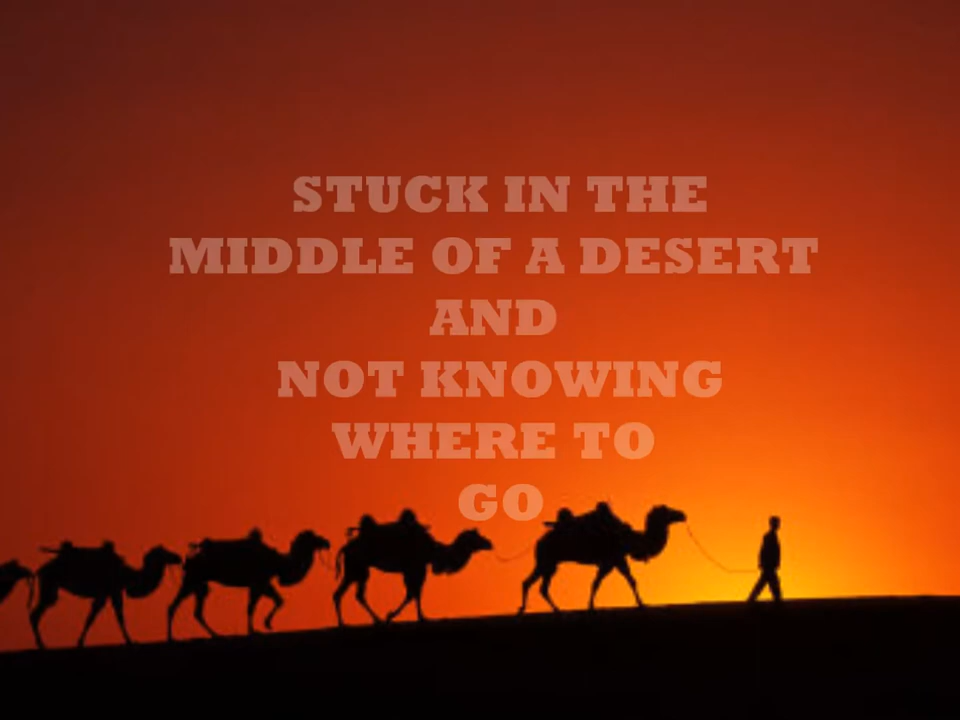 STUCK IN THE
MIDDLE OF A DESERT
AND
NOT KNOWING
WHERE TO
GO